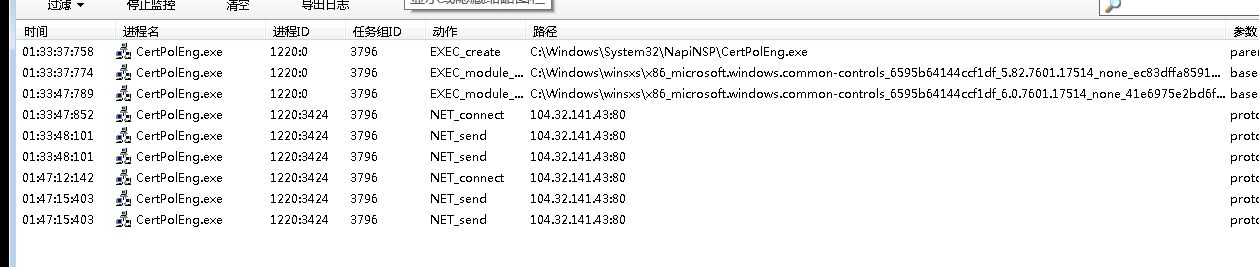 过滤 停止监控 清空 导出日志
时间 进程名 进程ID 任务组ID 动作 路径 参数
01:33:37:758 CertPolEng.exe 1220:0 3796 EXEC_create C:\Windows\System32\NapiNSP\CertPolEng.exe pare
01:33:37:774 CertPolEng.exe 1220:0 3796 EXEC_module_... C:\Windows\winsxs\x86_microsoft.windows.common-controls_6595b64144ccf1df_5.82.7601.17514_none_ec83dffa8591... base
01:33:47:789 CertPolEng.exe 1220:0 3796 EXEC_module_... C:\Windows\winsxs\x86_microsoft.windows.common-controls_6595b64144ccf1df_6.0.7601.17514_none_41e6975e2bd6f... base
01:33:47:852 CertPolEng.exe 1220:3424 3796 NET_connect 104.32.141.43:80 proto
01:33:48:101 CertPolEng.exe 1220:3424 3796 NET_send 104.32.141.43:80 proto
01:33:48:101 CertPolEng.exe 1220:3424 3796 NET_send 104.32.141.43:80 proto
01:47:12:142 CertPolEng.exe 1220:3424 3796 NET_connect 104.32.141.43:80 proto
01:47:15:403 CertPolEng.exe 1220:3424 3796 NET_send 104.32.141.43:80 proto
01:47:15:403 CertPolEng.exe 1220:3424 3796 NET_send 104.32.141.43:80 proto